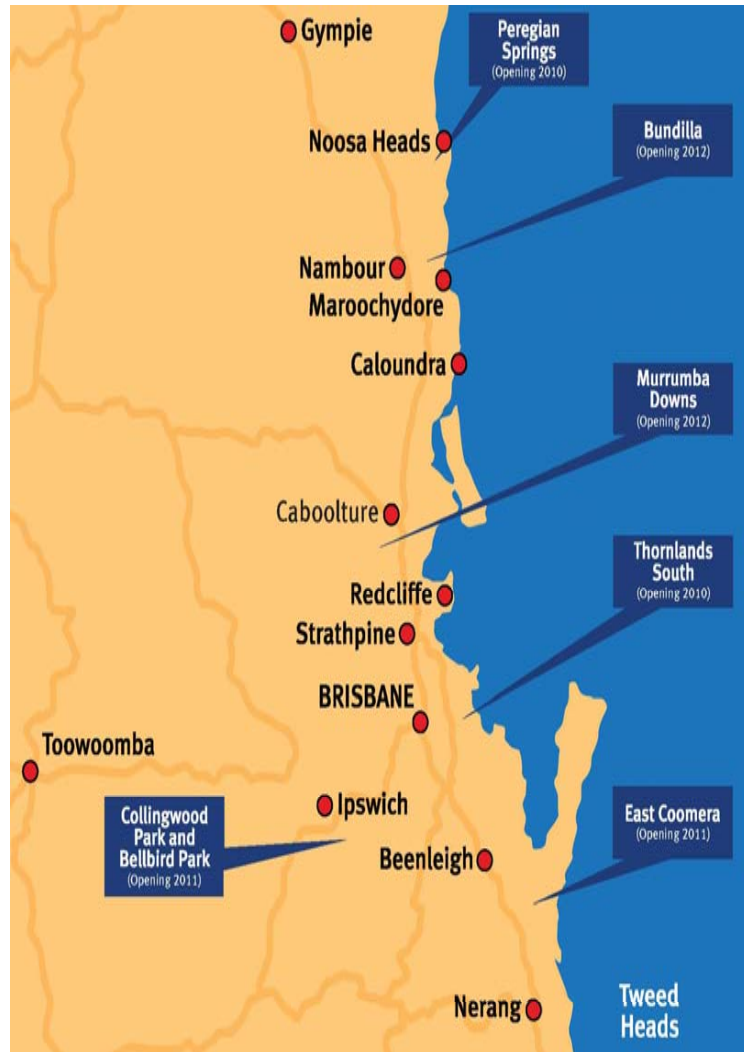 Gympie
Peregian
Springs
(Opening 2010)
Noosa Heads
Bundilla
(Opening 2012)
Nambour
Maroochydore
Caloundra
Murrumba
Downs
(Opening 2012)
Caboolture
Thornlands
South
(Opening 2010)
Redcliffe
Strathpine
BRISBANE
Toowoomba
Ipswich
Collingwood
Park and
Bellbird Park
(Opening 2011)
East Coomera
(Opening 2011)
Beenleigh
Nerang
Tweed
Heads